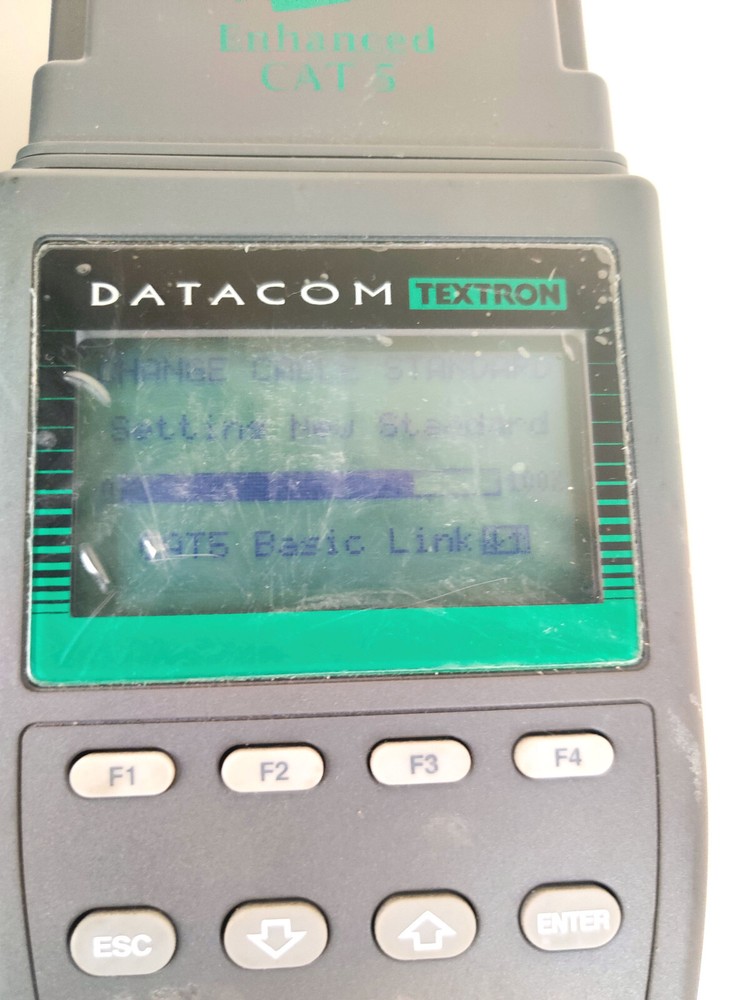 Enhanced
CAT 5
DATACOM TEXTRON
CHANGE CABLE STANDARD
Setting New Standard
0 100%
CAT5 Basic Link ↓↑
F1 F2 F3 F4
ESC ENTER